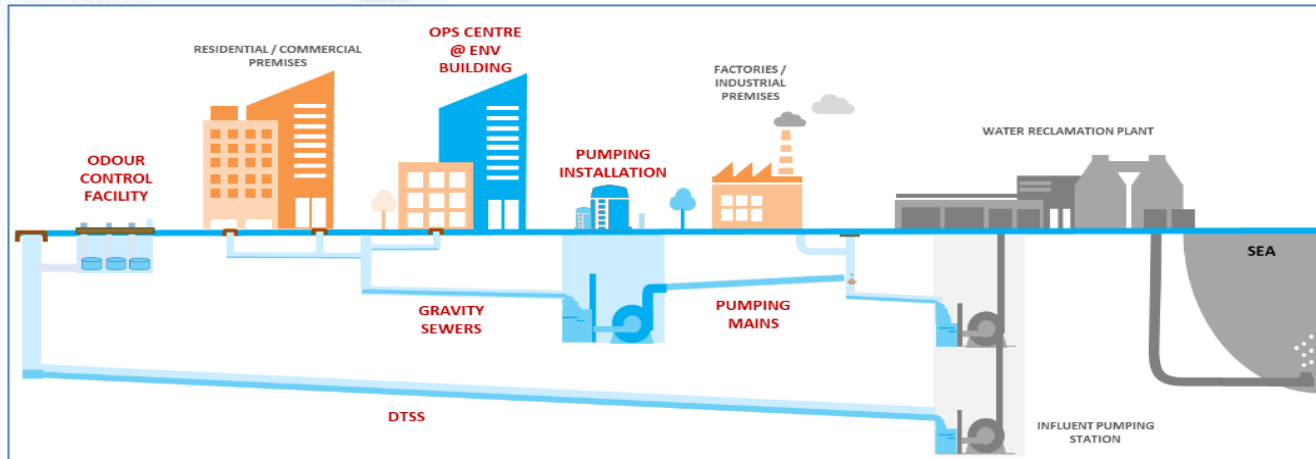 RESIDENTIAL / COMMERCIAL
PREMISES
OPS CENTRE
@ ENV
BUILDING
FACTORIES /
INDUSTRIAL
PREMISES
WATER RECLAMATION PLANT
ODOUR
CONTROL
FACILITY
PUMPING
INSTALLATION
SEA
GRAVITY
SEWERS
PUMPING
MAINS
DTSS
INFLUENT PUMPING
STATION